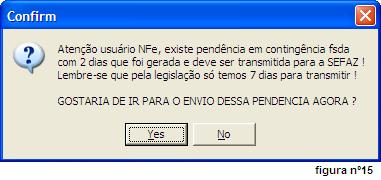 Confirm
Atenção usuário NFe, existe pendência em contingência fsda
com 2 dias que foi gerada e deve ser transmitida para a SEFAZ !
Lembre-se que pela legislação só temos 7 dias para transmitir !
GOSTARIA DE IR PARA O ENVIO DESSA PENDENCIA AGORA ?
Yes No
figura nº15